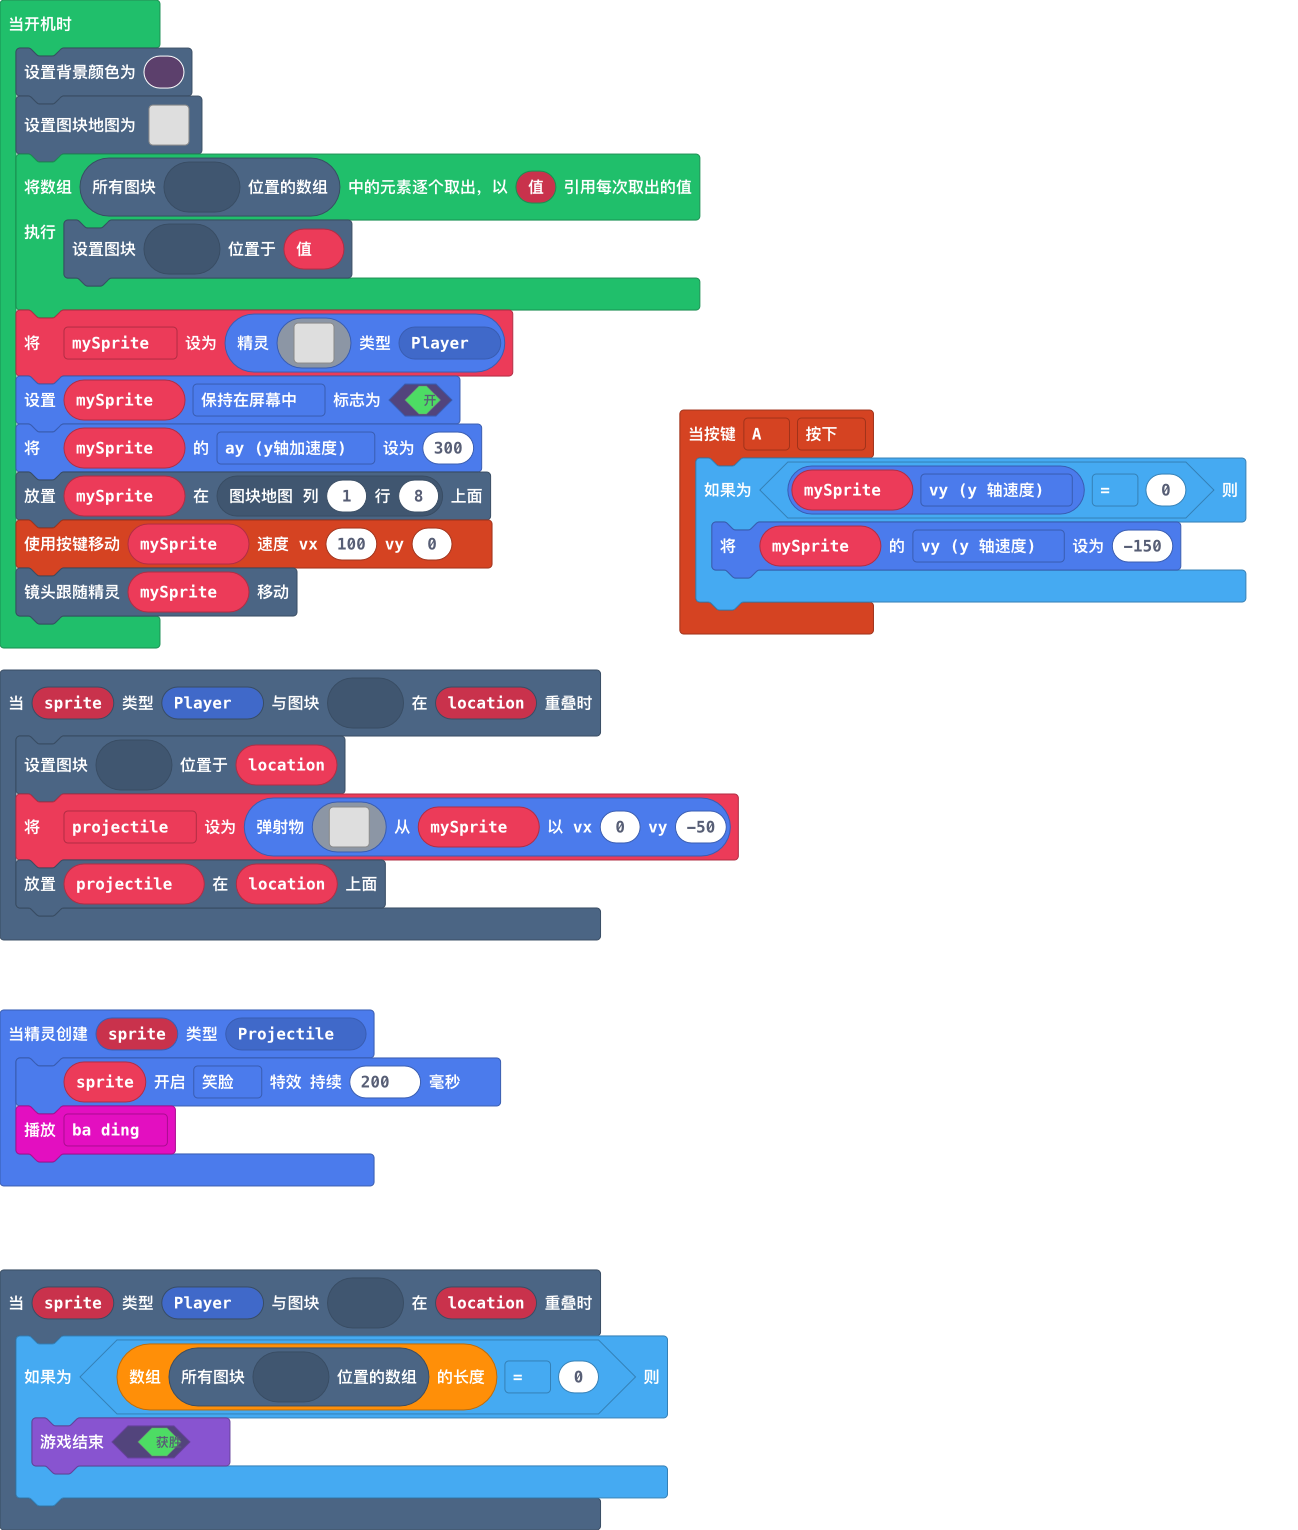 当开机时
设置背景颜色为
设置图块地图为
将数组 所有图块 位置的数组 中的元素逐个取出，以 值 引用每次取出的值
执行
设置图块 位置于 值
将 mySprite 设为 精灵 类型 Player
设置 mySprite 保持在屏幕中 标志为 开
将 mySprite 的 ay (y轴加速度) 设为 300
放置 mySprite 在 图块地图 列 1 行 8 上面
使用按键移动 mySprite 速度 vx 100 vy 0
镜头跟随精灵 mySprite 移动
当按键 A 按下
如果为 mySprite vy (y 轴速度) = 0 则
将 mySprite 的 vy (y 轴速度) 设为 -150
当 sprite 类型 Player 与图块 在 location 重叠时
设置图块 位置于 location
将 projectile 设为 弹射物 从 mySprite 以 vx 0 vy -50
放置 projectile 在 location 上面
当精灵创建 sprite 类型 Projectile
sprite 开启 笑脸 特效 持续 200 毫秒
播放 ba ding
当 sprite 类型 Player 与图块 在 location 重叠时
如果为 数组 所有图块 位置的数组 的长度 = 0 则
游戏结束 获胜